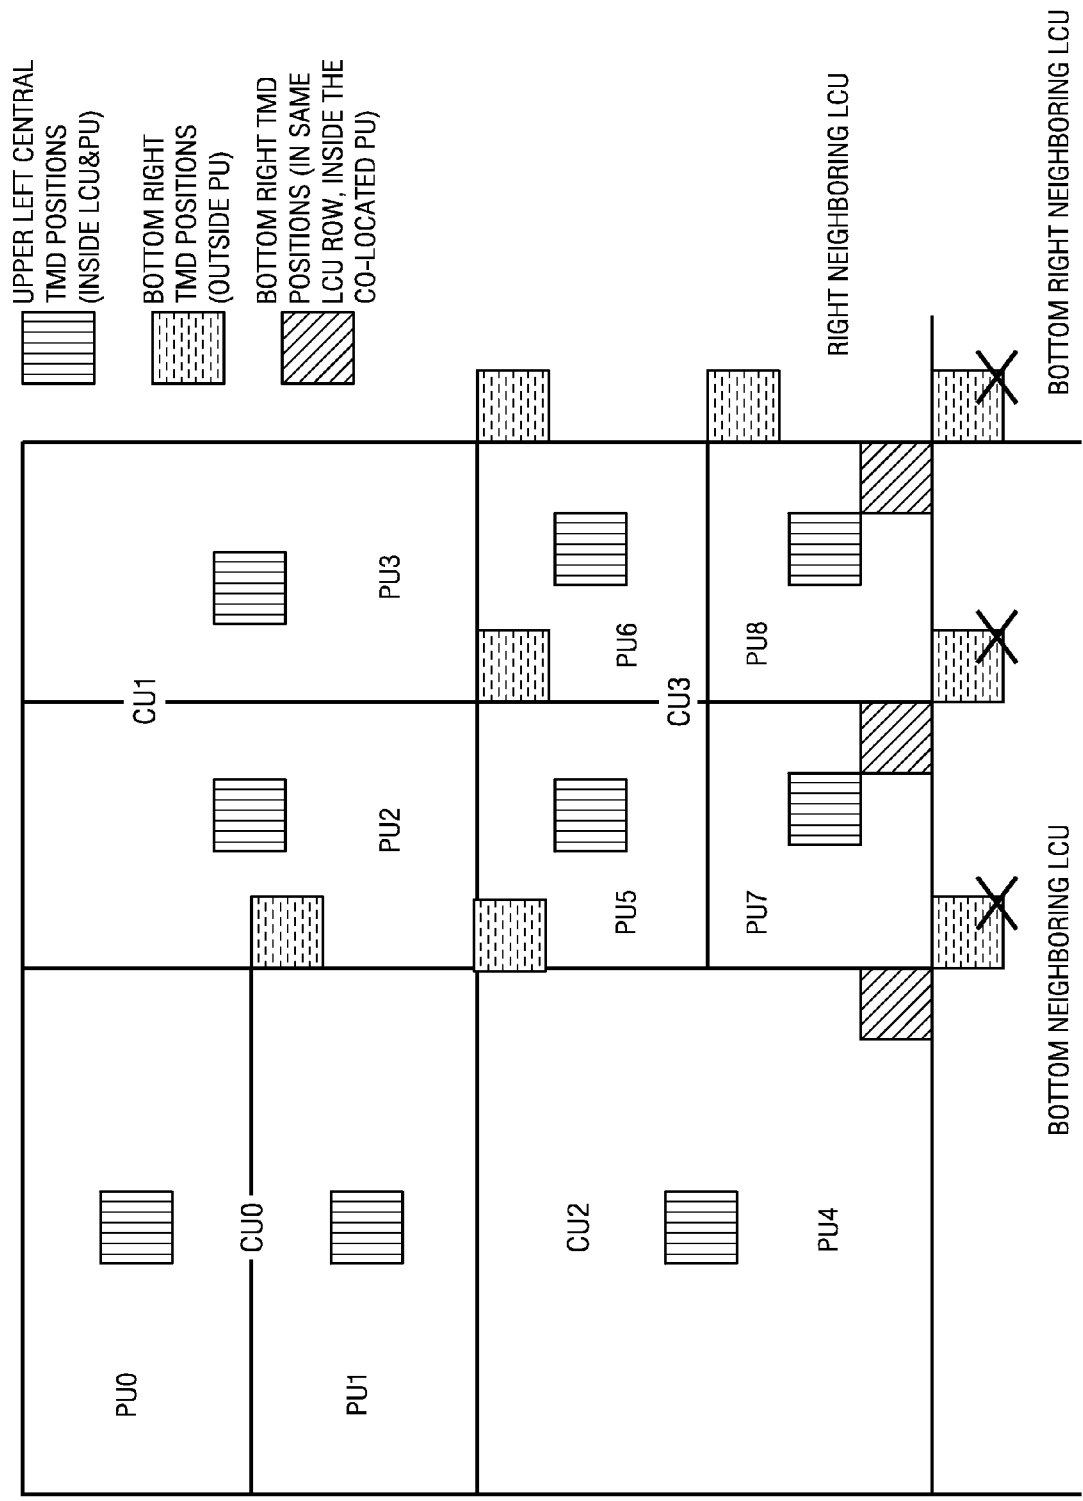 UPPER LEFT CENTRAL
TMD POSITIONS
(INSIDE LCU&PU)
BOTTOM RIGHT
TMD POSITIONS
(OUTSIDE PU)
BOTTOM RIGHT TMD
POSITIONS (IN SAME
LCU ROW, INSIDE THE
CO-LOCATED PU)
PU0
CU0
PU1
CU1
PU2
PU3
CU2
PU4
PU5
PU6
CU3
PU7
PU8
RIGHT NEIGHBORING LCU
BOTTOM NEIGHBORING LCU
BOTTOM RIGHT NEIGHBORING LCU